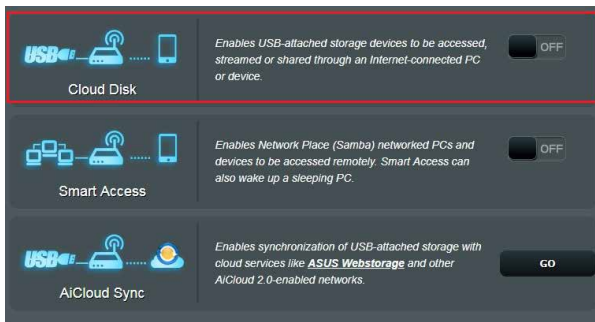 USB
Cloud Disk
Enables USB-attached storage devices to be accessed,
streamed or shared through an Internet-connected PC
or device.
OFF
Smart Access
Enables Network Place (Samba) networked PCs and
devices to be accessed remotely. Smart Access can
also wake up a sleeping PC.
OFF
USB
AiCloud Sync
Enables synchronization of USB-attached storage with
cloud services like ASUS Webstorage and other
AiCloud 2.0-enabled networks.
GO